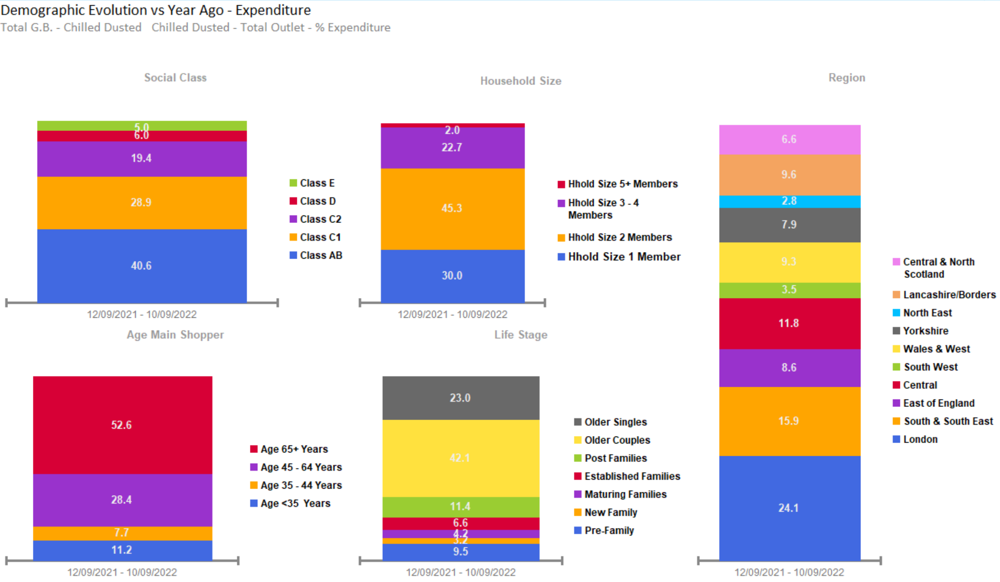 Demographic Evolution vs Year Ago - Expenditure
Total G.B. - Chilled Dusted   Chilled Dusted - Total Outlet - % Expenditure
Social Class
5.0
6.0
19.4
28.9
40.6
12/09/2021 - 10/09/2022
Class E
Class D
Class C2
Class C1
Class AB
Household Size
2.0
22.7
45.3
30.0
12/09/2021 - 10/09/2022
Hhold Size 5+ Members
Hhold Size 3 - 4
Members
Hhold Size 2 Members
Hhold Size 1 Member
Region
6.6
9.6
2.8
7.9
9.3
3.5
11.8
8.6
15.9
24.1
12/09/2021 - 10/09/2022
Central & North
Scotland
Lancashire/Borders
North East
Yorkshire
Wales & West
South West
Central
East of England
South & South East
London
Age Main Shopper
52.6
28.4
7.7
11.2
12/09/2021 - 10/09/2022
Age 65+ Years
Age 45 - 64 Years
Age 35 - 44 Years
Age <35  Years
Life Stage
23.0
42.1
11.4
6.6
4.2
3.2
9.5
12/09/2021 - 10/09/2022
Older Singles
Older Couples
Post Families
Established Families
Maturing Families
New Family
Pre-Family